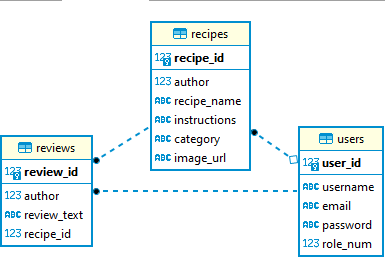 recipes
123 recipe_id
123 author
ABC recipe_name
ABC instructions
ABC category
ABC image_url
reviews
123 review_id
123 author
ABC review_text
123 recipe_id
users
123 user_id
ABC username
ABC email
ABC password
123 role_num